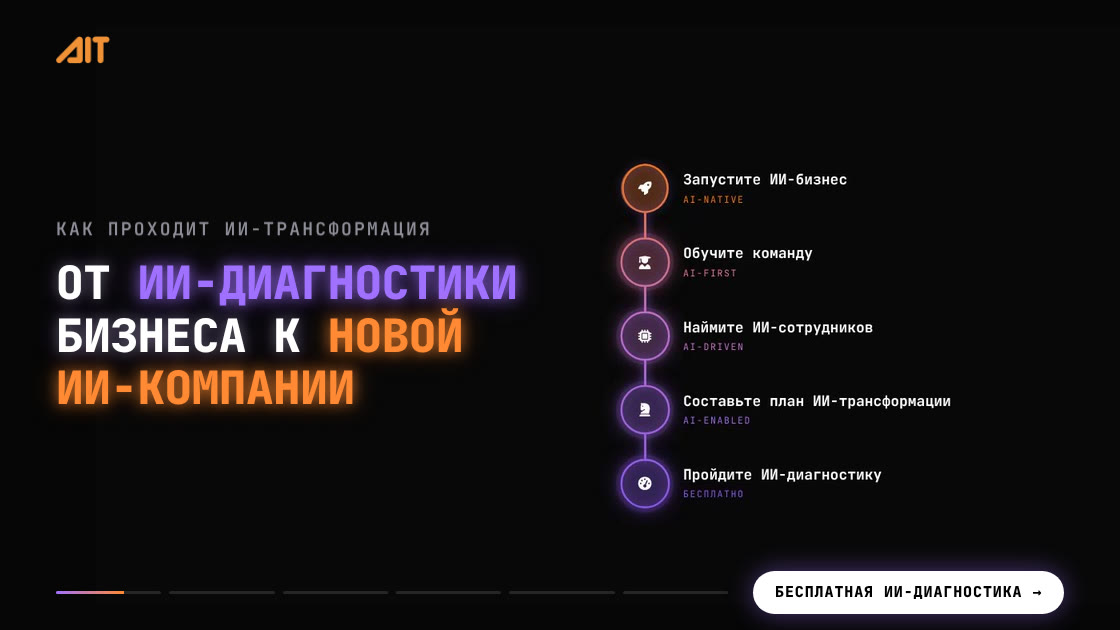 AIT
КАК ПРОХОДИТ ИИ-ТРАНСФОРМАЦИЯ
ОТ ИИ-ДИАГНОСТИКИ
БИЗНЕСА К НОВОЙ
ИИ-КОМПАНИИ
Запустите ИИ-бизнес
AI-NATIVE
Обучите команду
AI-FIRST
Наймите ИИ-сотрудников
AI-DRIVEN
Составьте план ИИ-трансформации
AI-ENABLED
Пройдите ИИ-диагностику
БЕСПЛАТНО
БЕСПЛАТНАЯ ИИ-ДИАГНОСТИКА →